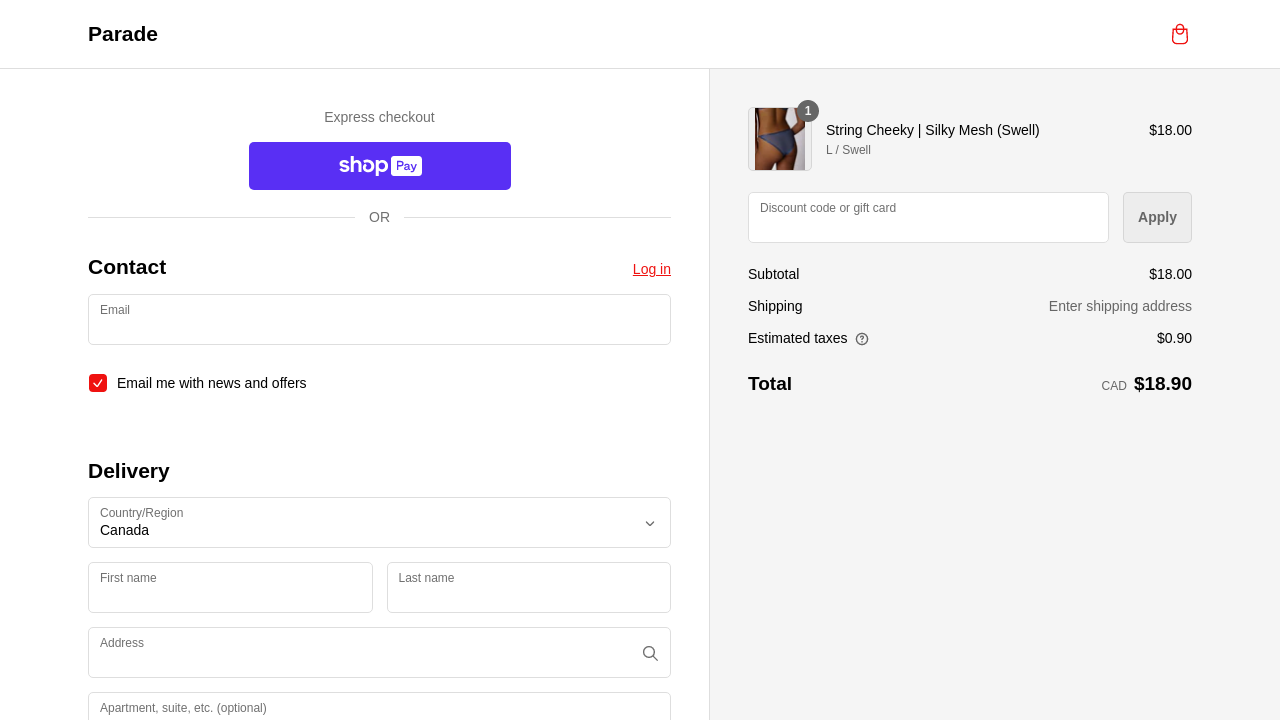 Parade
Express checkout
shop Pay
OR
Contact
Log in
Email
Email me with news and offers
Delivery
Country/Region
Canada
First name
Last name
Address
Apartment, suite, etc. (optional)
1
String Cheeky | Silky Mesh (Swell)
$18.00
L / Swell
Discount code or gift card
Apply
Subtotal
$18.00
Shipping
Enter shipping address
Estimated taxes
$0.90
Total
CAD $18.90